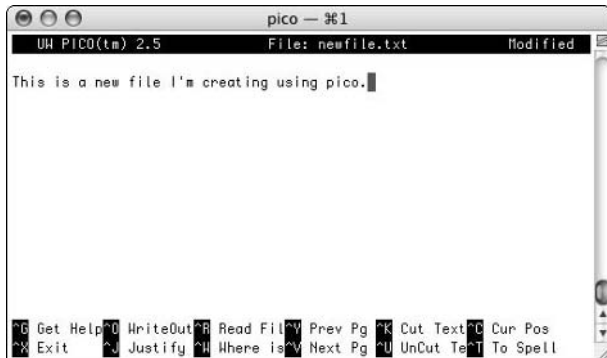 pico — ⌘1
UW PICO(tm) 2.5 File: newfile.txt Modified
This is a new file I'm creating using pico.
^G Get Help ^O WriteOut ^R Read Fil ^Y Prev Pg ^K Cut Text ^C Cur Pos
^X Exit ^J Justify ^W Where is ^V Next Pg ^U UnCut Te ^T To Spell